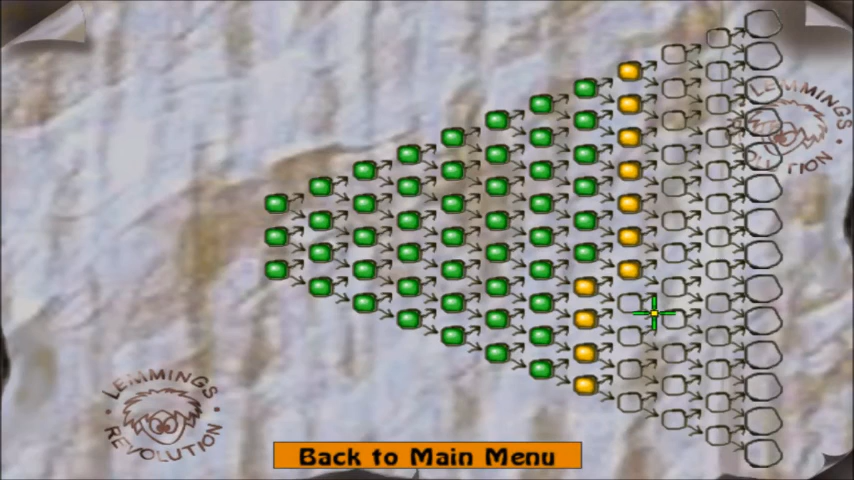 LEMMINGS
REVOLUTION
LEMMINGS
REVOLUTION
Back to Main Menu